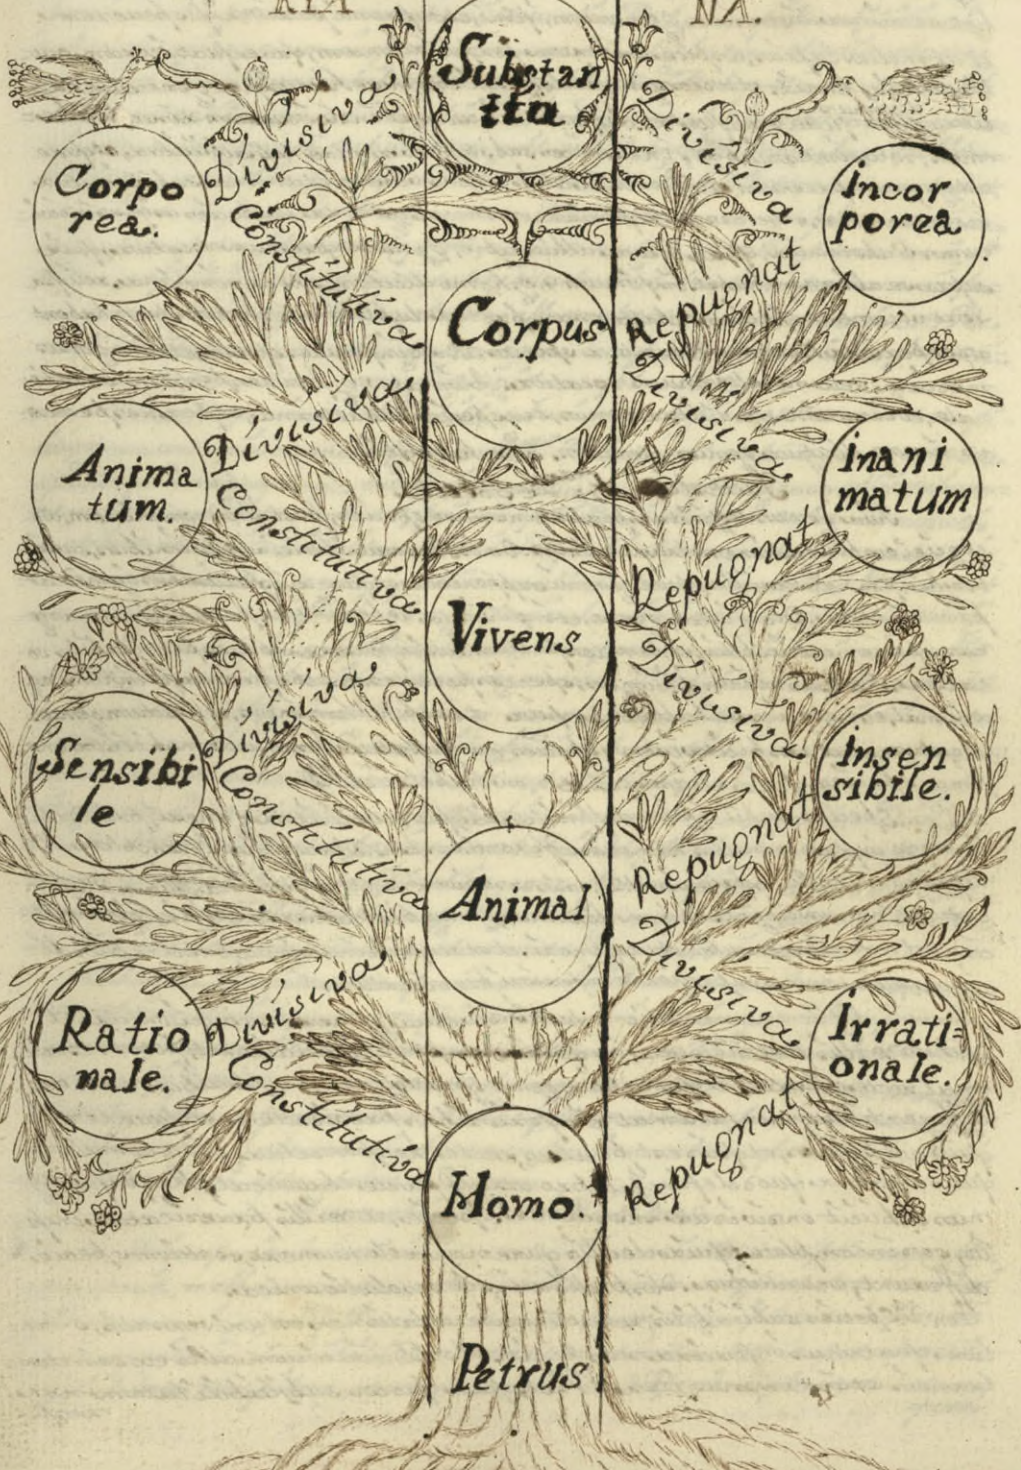 RIA NA.
Substan
tia
Divisiva
Divisiva
Corpo
rea.
incor
porea
Constitutiva
Repugnat
Corpus
Divisiva
Divisiva
Anima
tum.
inani
matum
Constitutiva
Repugnat
Vivens
Divisiva
Divisiva
Sensibi
le
insen
sibile.
Constitutiva
Repugnat
Animal
Divisiva
Divisiva
Ratio
nale.
Irrati=
onale.
Constitutiva
Repugnat
Homo.
Petrus